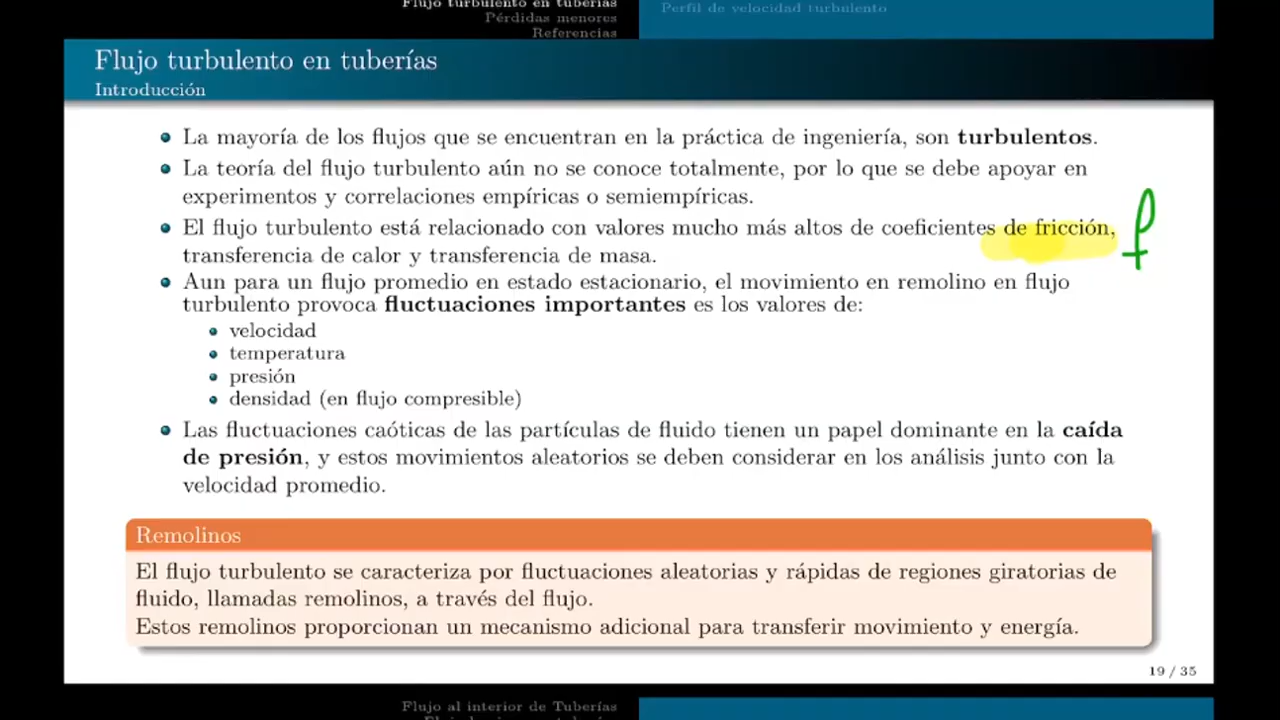 Flujo turbulento en tuberías
Pérdidas menores
Referencias
Perfil de velocidad turbulento
Flujo turbulento en tuberías
Introducción
La mayoría de los flujos que se encuentran en la práctica de ingeniería, son turbulentos.
La teoría del flujo turbulento aún no se conoce totalmente, por lo que se debe apoyar en
experimentos y correlaciones empíricas o semiempíricas.
El flujo turbulento está relacionado con valores mucho más altos de coeficientes de fricción,
f
transferencia de calor y transferencia de masa.
Aun para un flujo promedio en estado estacionario, el movimiento en remolino en flujo
turbulento provoca fluctuaciones importantes es los valores de:
velocidad
temperatura
presión
densidad (en flujo compresible)
Las fluctuaciones caóticas de las partículas de fluido tienen un papel dominante en la caída
de presión, y estos movimientos aleatorios se deben considerar en los análisis junto con la
velocidad promedio.
Remolinos
El flujo turbulento se caracteriza por fluctuaciones aleatorias y rápidas de regiones giratorias de
fluido, llamadas remolinos, a través del flujo.
Estos remolinos proporcionan un mecanismo adicional para transferir movimiento y energía.
19 / 35
Flujo al interior de Tuberías